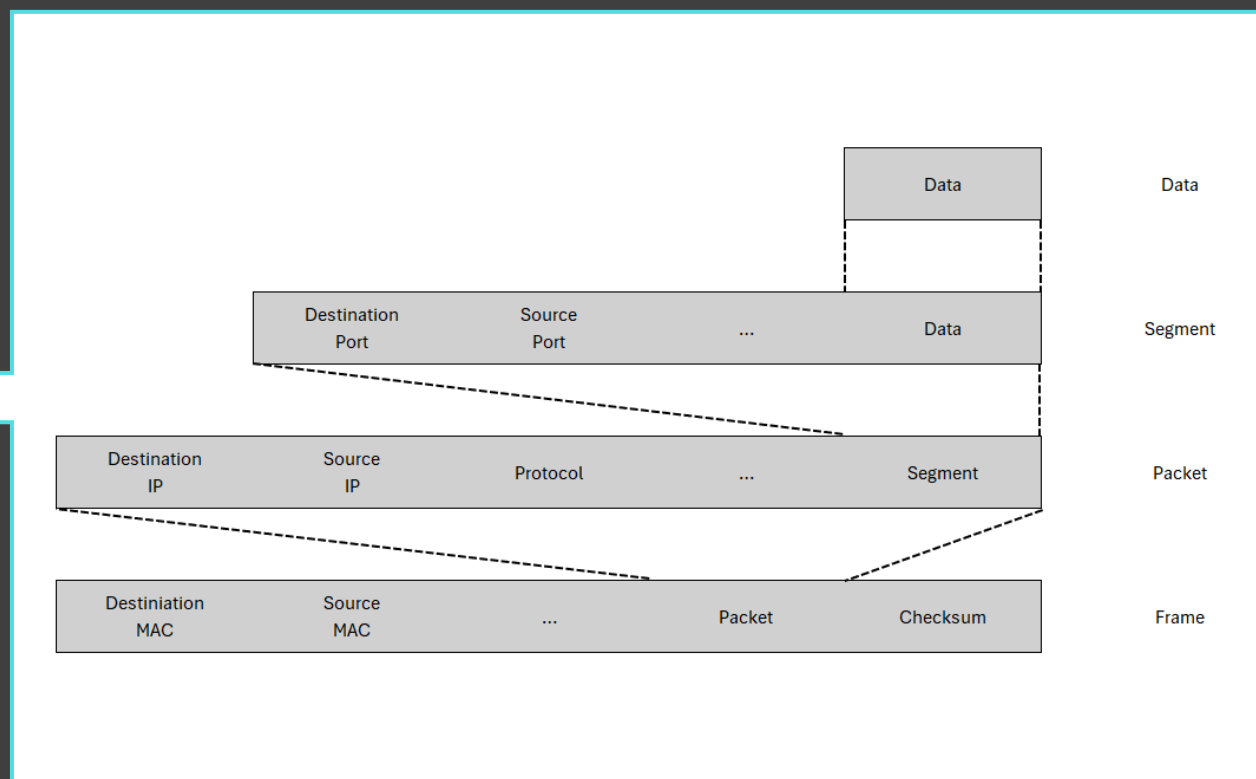 Data
Data
Destination
Port
Source
Port
...
Data
Segment
Destination
IP
Source
IP
Protocol
...
Segment
Packet
Destiniation
MAC
Source
MAC
...
Packet
Checksum
Frame